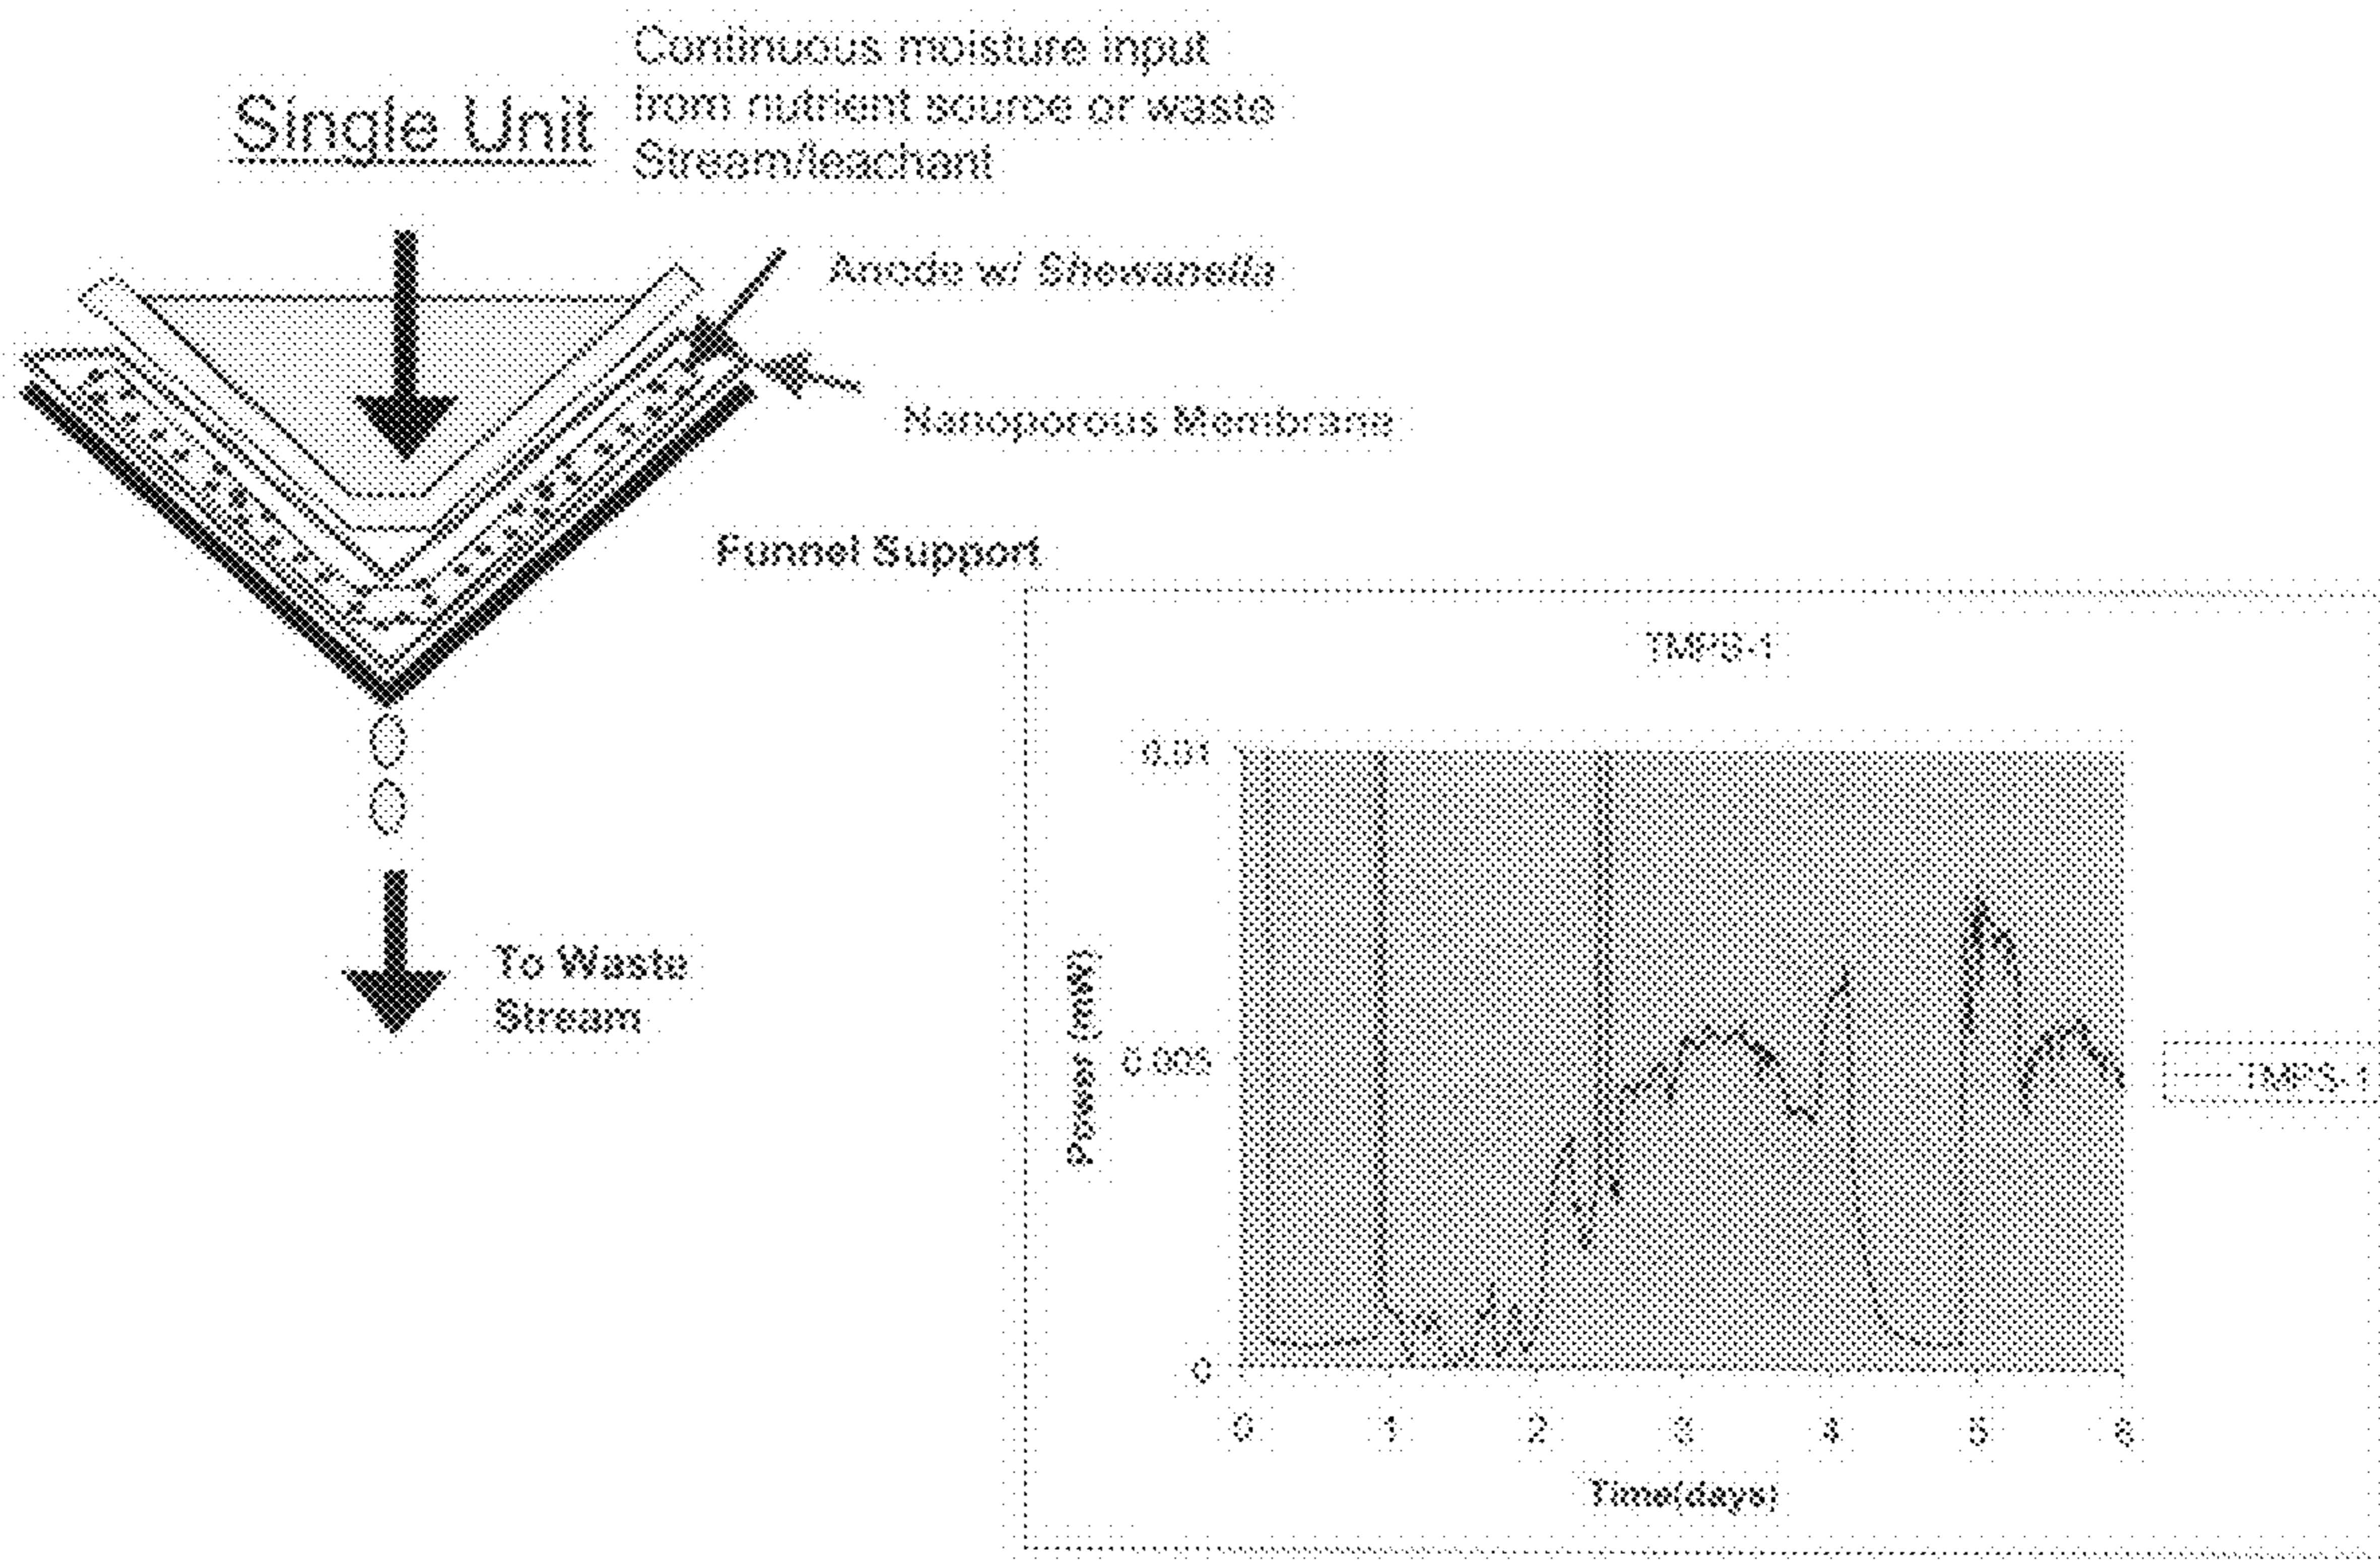 Single Unit
Continuous moisture input
from nutrient source or waste
Stream/leachant
Anode w/ Shewanella
Nanoporous Membrane
Funnel Support
To Waste
Stream
TMPS-1
0.01
0.005
0
Power (mW)
0 1 2 3 4 5 6
Time(days)
TMPS-1